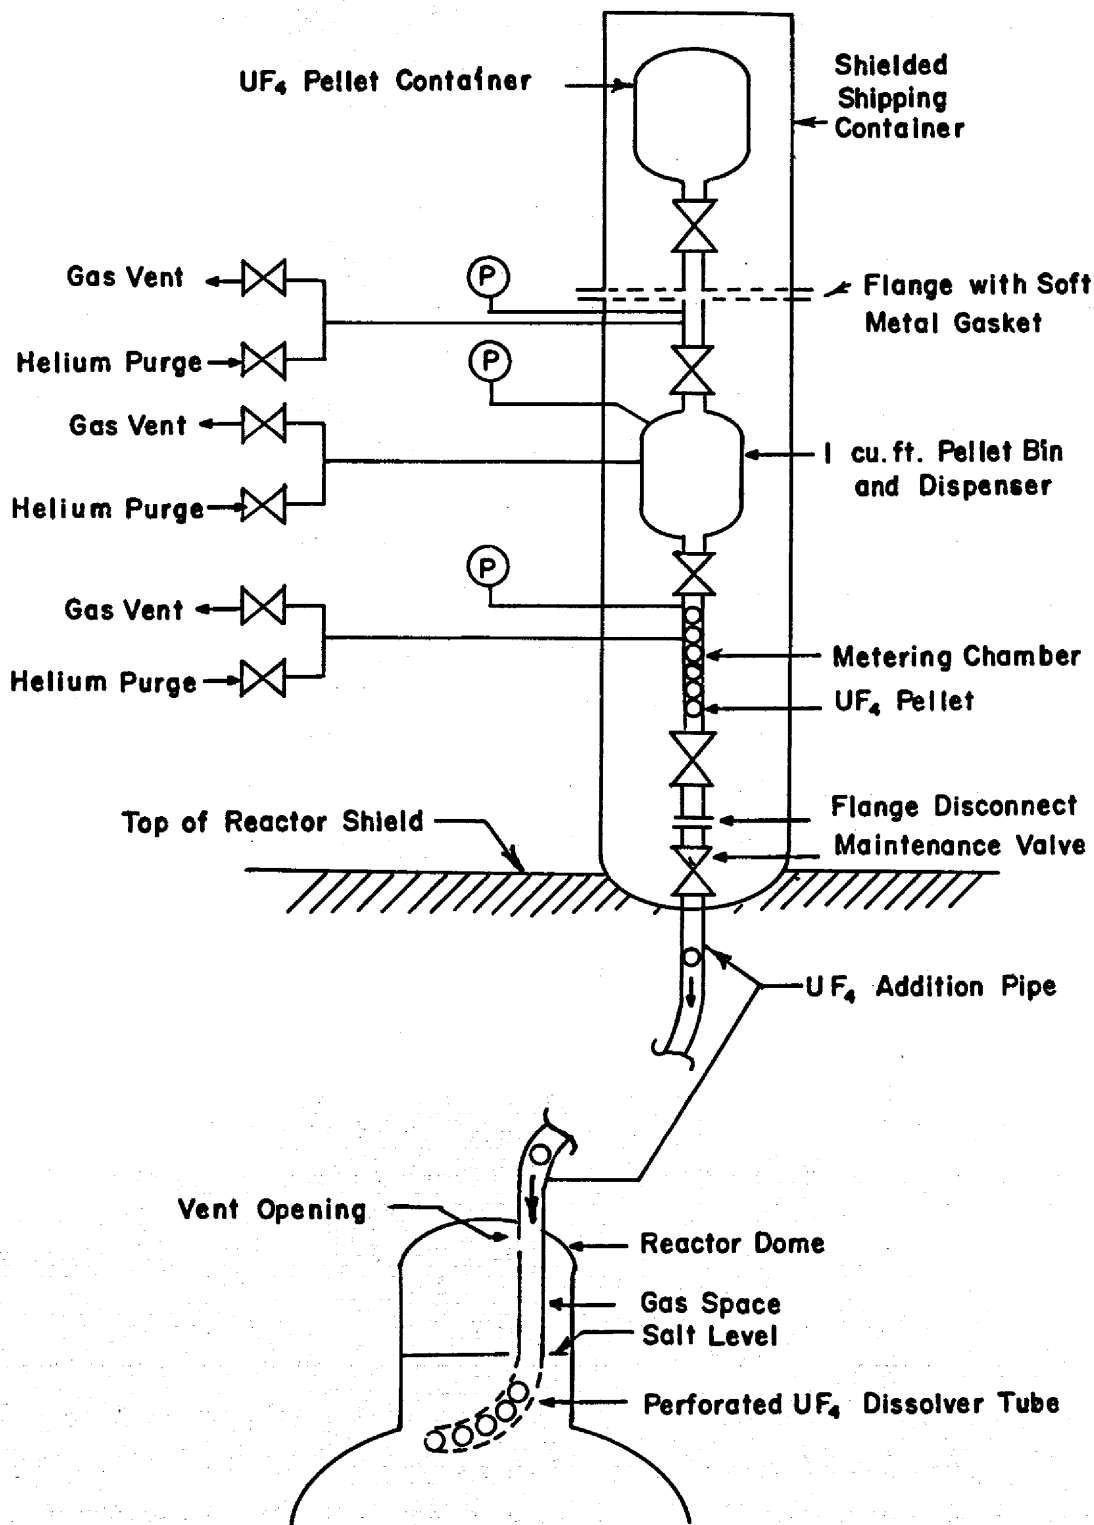 UF₄ Pellet Container
Shielded
Shipping
Container
Gas Vent
P
Flange with Soft
Metal Gasket
Helium Purge
P
Gas Vent
1 cu. ft. Pellet Bin
and Dispenser
Helium Purge
P
Gas Vent
Metering Chamber
Helium Purge
UF₄ Pellet
Flange Disconnect
Top of Reactor Shield
Maintenance Valve
UF₄ Addition Pipe
Vent Opening
Reactor Dome
Gas Space
Salt Level
Perforated UF₄ Dissolver Tube